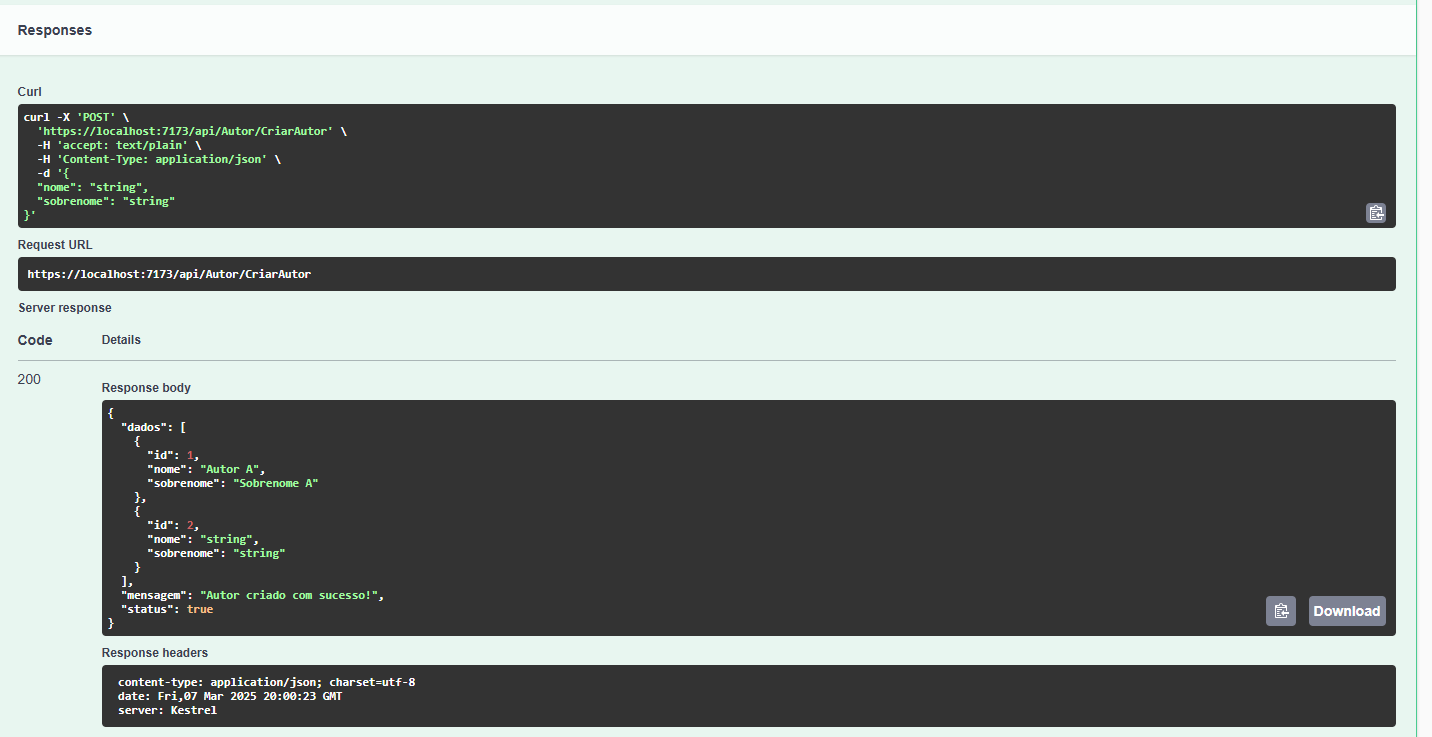 Responses
Curl
curl -X 'POST' \
  'https://localhost:7173/api/Autor/CriarAutor' \
  -H 'accept: text/plain' \
  -H 'Content-Type: application/json' \
  -d '{
  "nome": "string",
  "sobrenome": "string"
}'
Request URL
https://localhost:7173/api/Autor/CriarAutor
Server response
Code Details
200
Response body
{
  "dados": [
    {
      "id": 1,
      "nome": "Autor A",
      "sobrenome": "Sobrenome A"
    },
    {
      "id": 2,
      "nome": "string",
      "sobrenome": "string"
    }
  ],
  "mensagem": "Autor criado com sucesso!",
  "status": true
}
Download
Response headers
content-type: application/json; charset=utf-8
date: Fri,07 Mar 2025 20:00:23 GMT
server: Kestrel